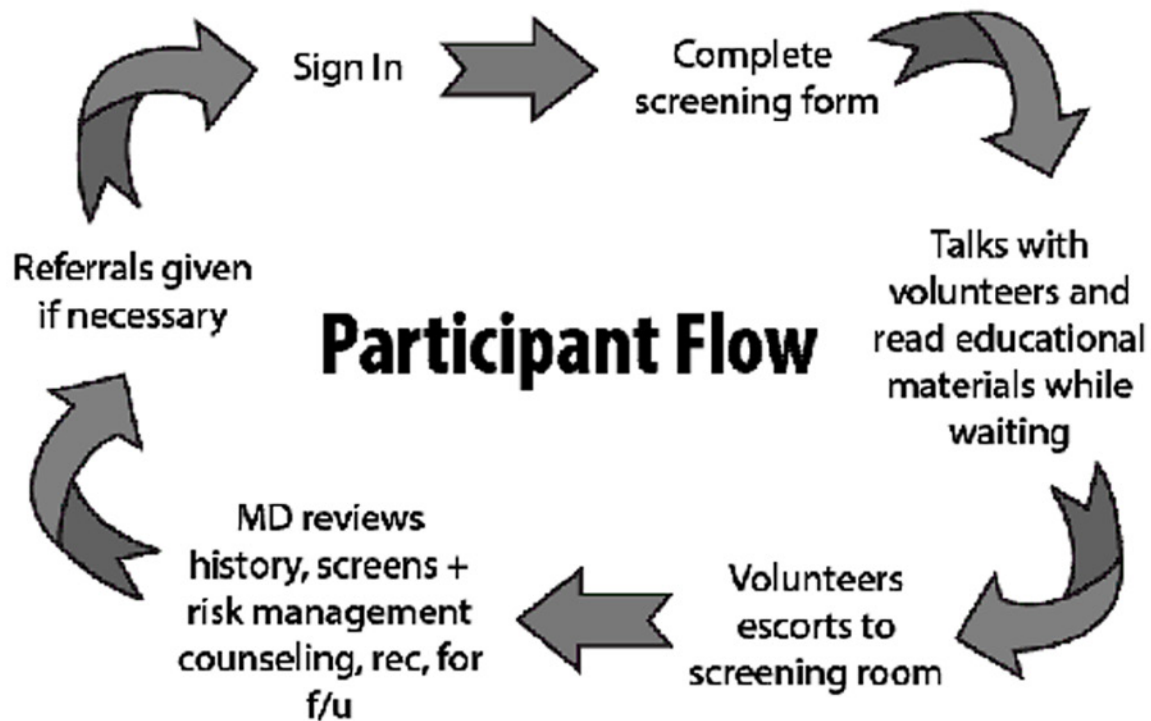 Sign In
Complete
screening form
Talks with
volunteers and
read educational
materials while
waiting
Volunteers
escorts to
screening room
MD reviews
history, screens +
risk management
counseling, rec, for
f/u
Referrals given
if necessary
Participant Flow